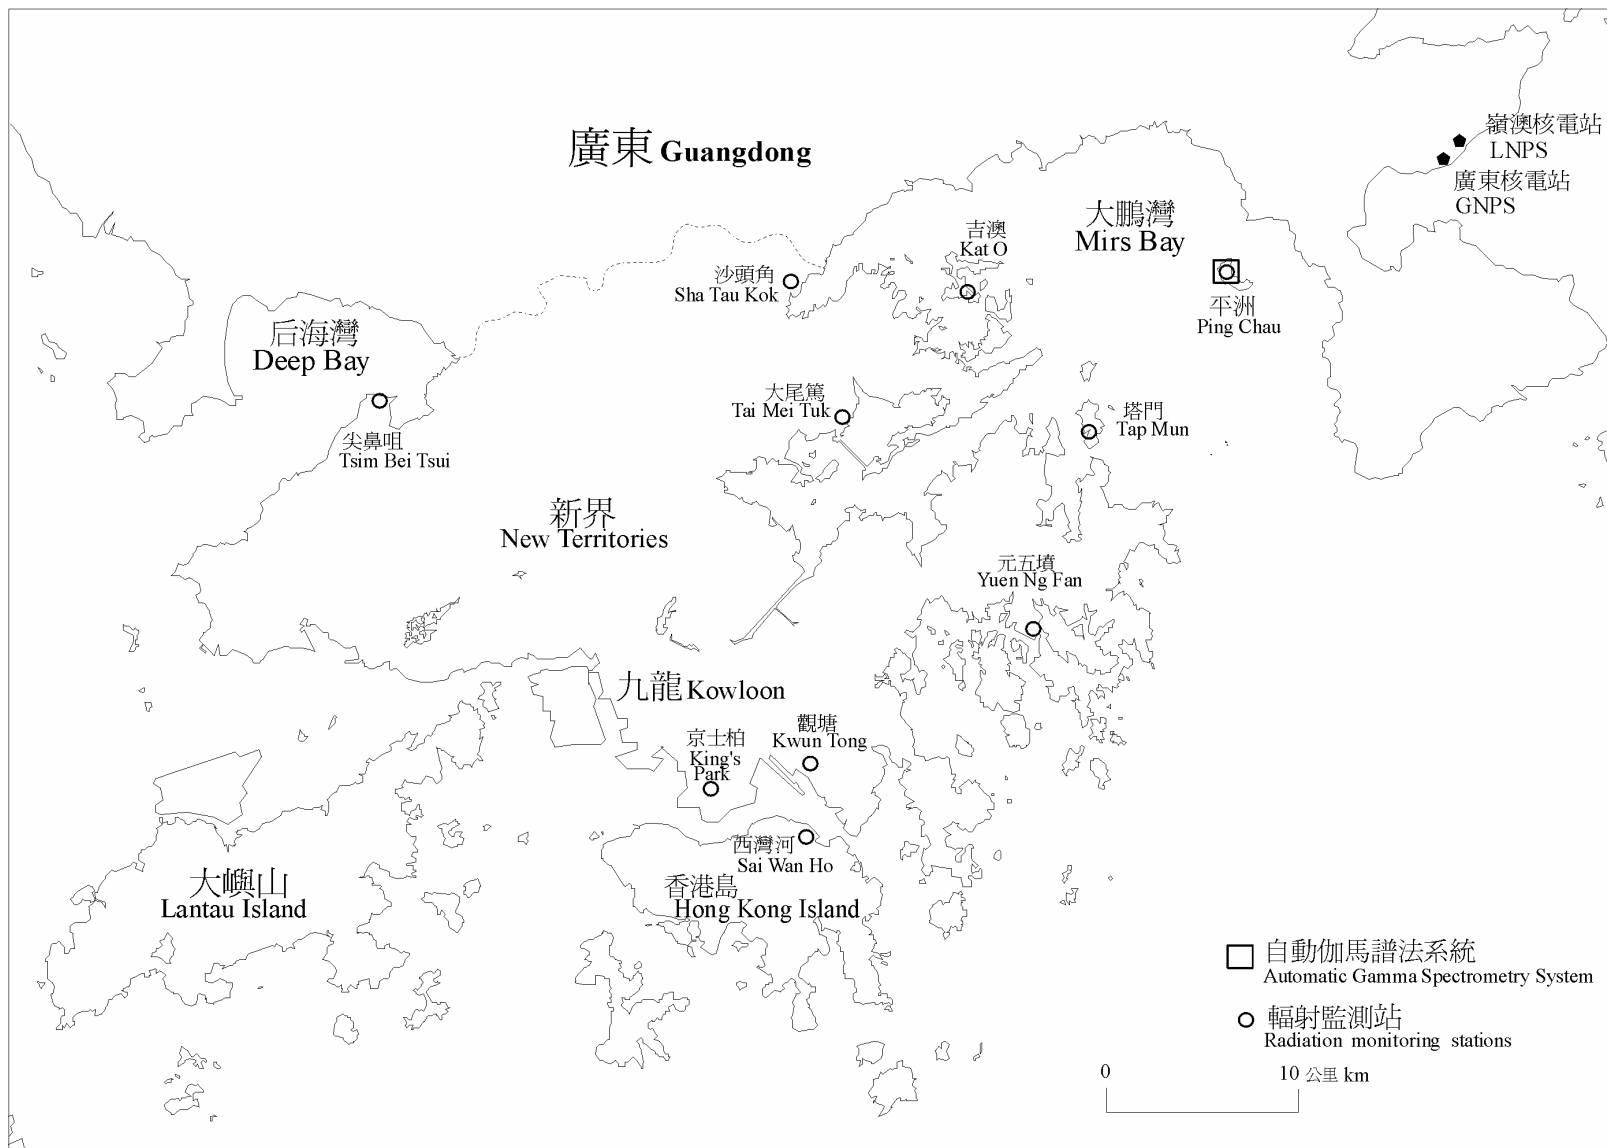 嶺澳核電站
LNPS
廣東 Guangdong
廣東核電站
GNPS
大鵬灣
Mirs Bay
吉澳
Kat O
沙頭角
Sha Tau Kok
平洲
Ping Chau
后海灣
Deep Bay
大尾篤
Tai Mei Tuk
塔門
Tap Mun
尖鼻咀
Tsim Bei Tsui
新界
New Territories
元五墳
Yuen Ng Fan
九龍 Kowloon
觀塘
Kwun Tong
京士柏
King's
Park
西灣河
Sai Wan Ho
大嶼山
Lantau Island
香港島
Hong Kong Island
自動伽馬譜法系統
Automatic Gamma Spectrometry System
輻射監測站
Radiation monitoring stations
0 10 公里 km